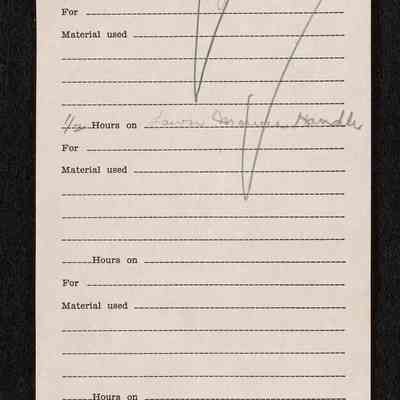 For
Material used
1/2 Hours on Lawn Handle
For
Material used
Hours on
For
Material used
Hours on